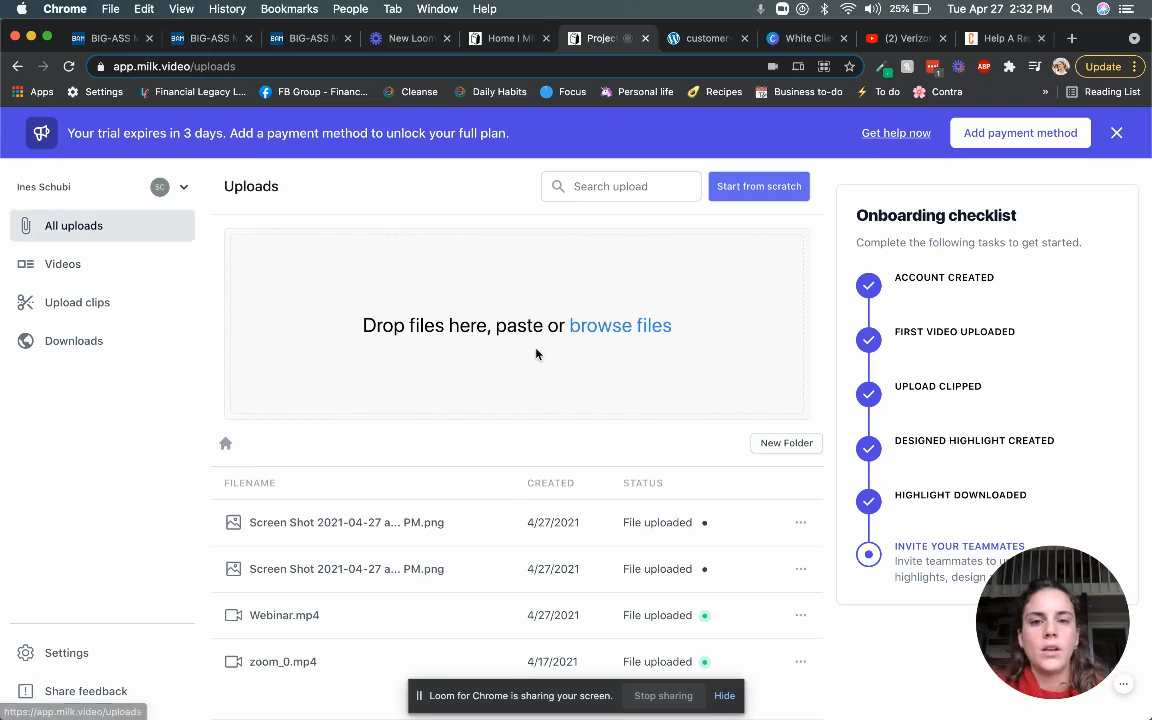 Chrome File Edit View History Bookmarks People Tab Window Help 25% Tue Apr 27 2:32 PM
BIG-ASS M BIG-ASS M BIG-ASS M New Loom Home | Mil Projec customer- White Clie (2) Verizo Help A Re
app.milk.video/uploads Update
Apps Settings Financial Legacy L... FB Group - Financ... Cleanse Daily Habits Focus Personal life Recipes Business to-do To do Contra » Reading List
Your trial expires in 3 days. Add a payment method to unlock your full plan. Get help now Add payment method
Ines Schubi SC
All uploads
Videos
Upload clips
Downloads
Settings
Share feedback
https://app.milk.video/uploads
Uploads Search upload Start from scratch
Drop files here, paste or browse files
New Folder
FILENAME CREATED STATUS
Screen Shot 2021-04-27 a... PM.png 4/27/2021 File uploaded
Screen Shot 2021-04-27 a... PM.png 4/27/2021 File uploaded
Webinar.mp4 4/27/2021 File uploaded
zoom_0.mp4 4/17/2021 File uploaded
Loom for Chrome is sharing your screen. Stop sharing Hide
Onboarding checklist
Complete the following tasks to get started.
ACCOUNT CREATED
FIRST VIDEO UPLOADED
UPLOAD CLIPPED
DESIGNED HIGHLIGHT CREATED
HIGHLIGHT DOWNLOADED
INVITE YOUR TEAMMATES
Invite teammates to
highlights, design